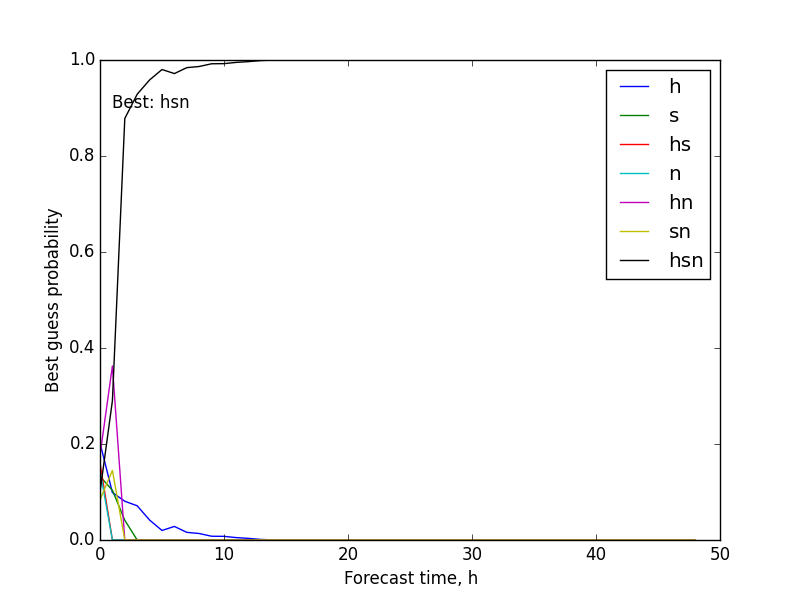 1.0
0.8
0.6
0.4
0.2
0.0
Best guess probability
Best: hsn
h
s
hs
n
hn
sn
hsn
0 10 20 30 40 50
Forecast time, h